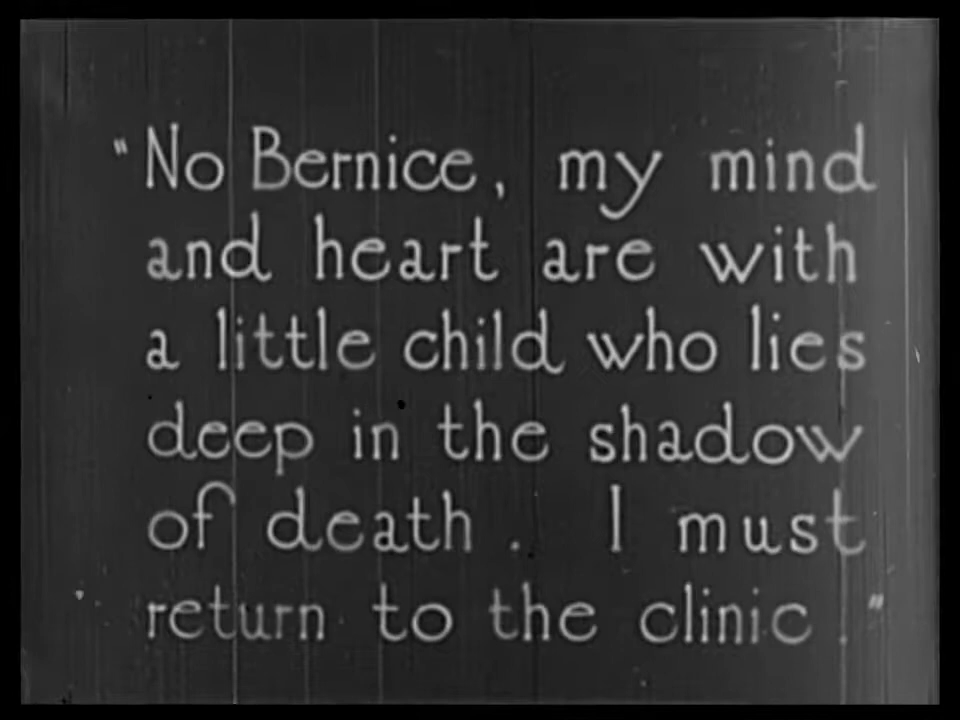 "No Bernice, my mind
and heart are with
a little child who lies
deep in the shadow
of death. I must
return to the clinic."